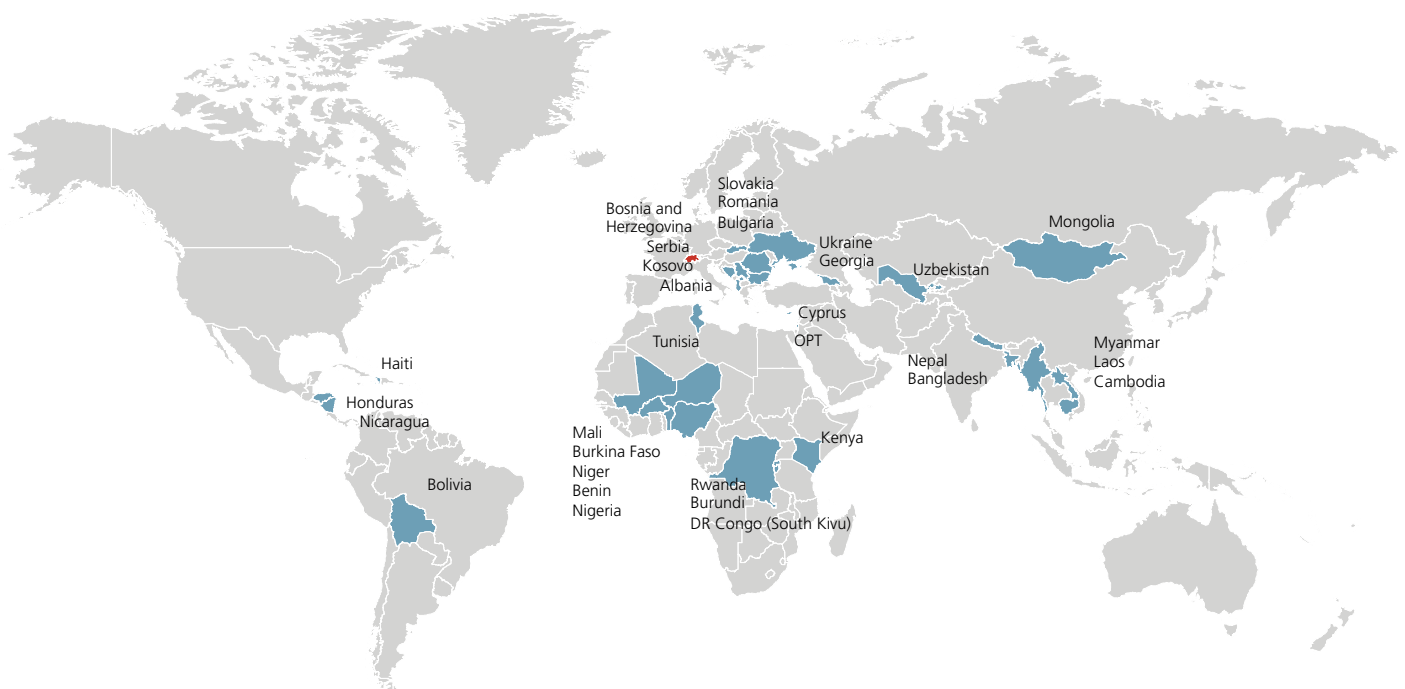 Slovakia
Romania
Bulgaria
Bosnia and
Herzegovina
Serbia
Kosovo
Albania
Ukraine
Georgia
Uzbekistan
Mongolia
Cyprus
OPT
Tunisia
Nepal
Bangladesh
Myanmar
Laos
Cambodia
Haiti
Honduras
Nicaragua
Bolivia
Mali
Burkina Faso
Niger
Benin
Nigeria
Kenya
Rwanda
Burundi
DR Congo (South Kivu)